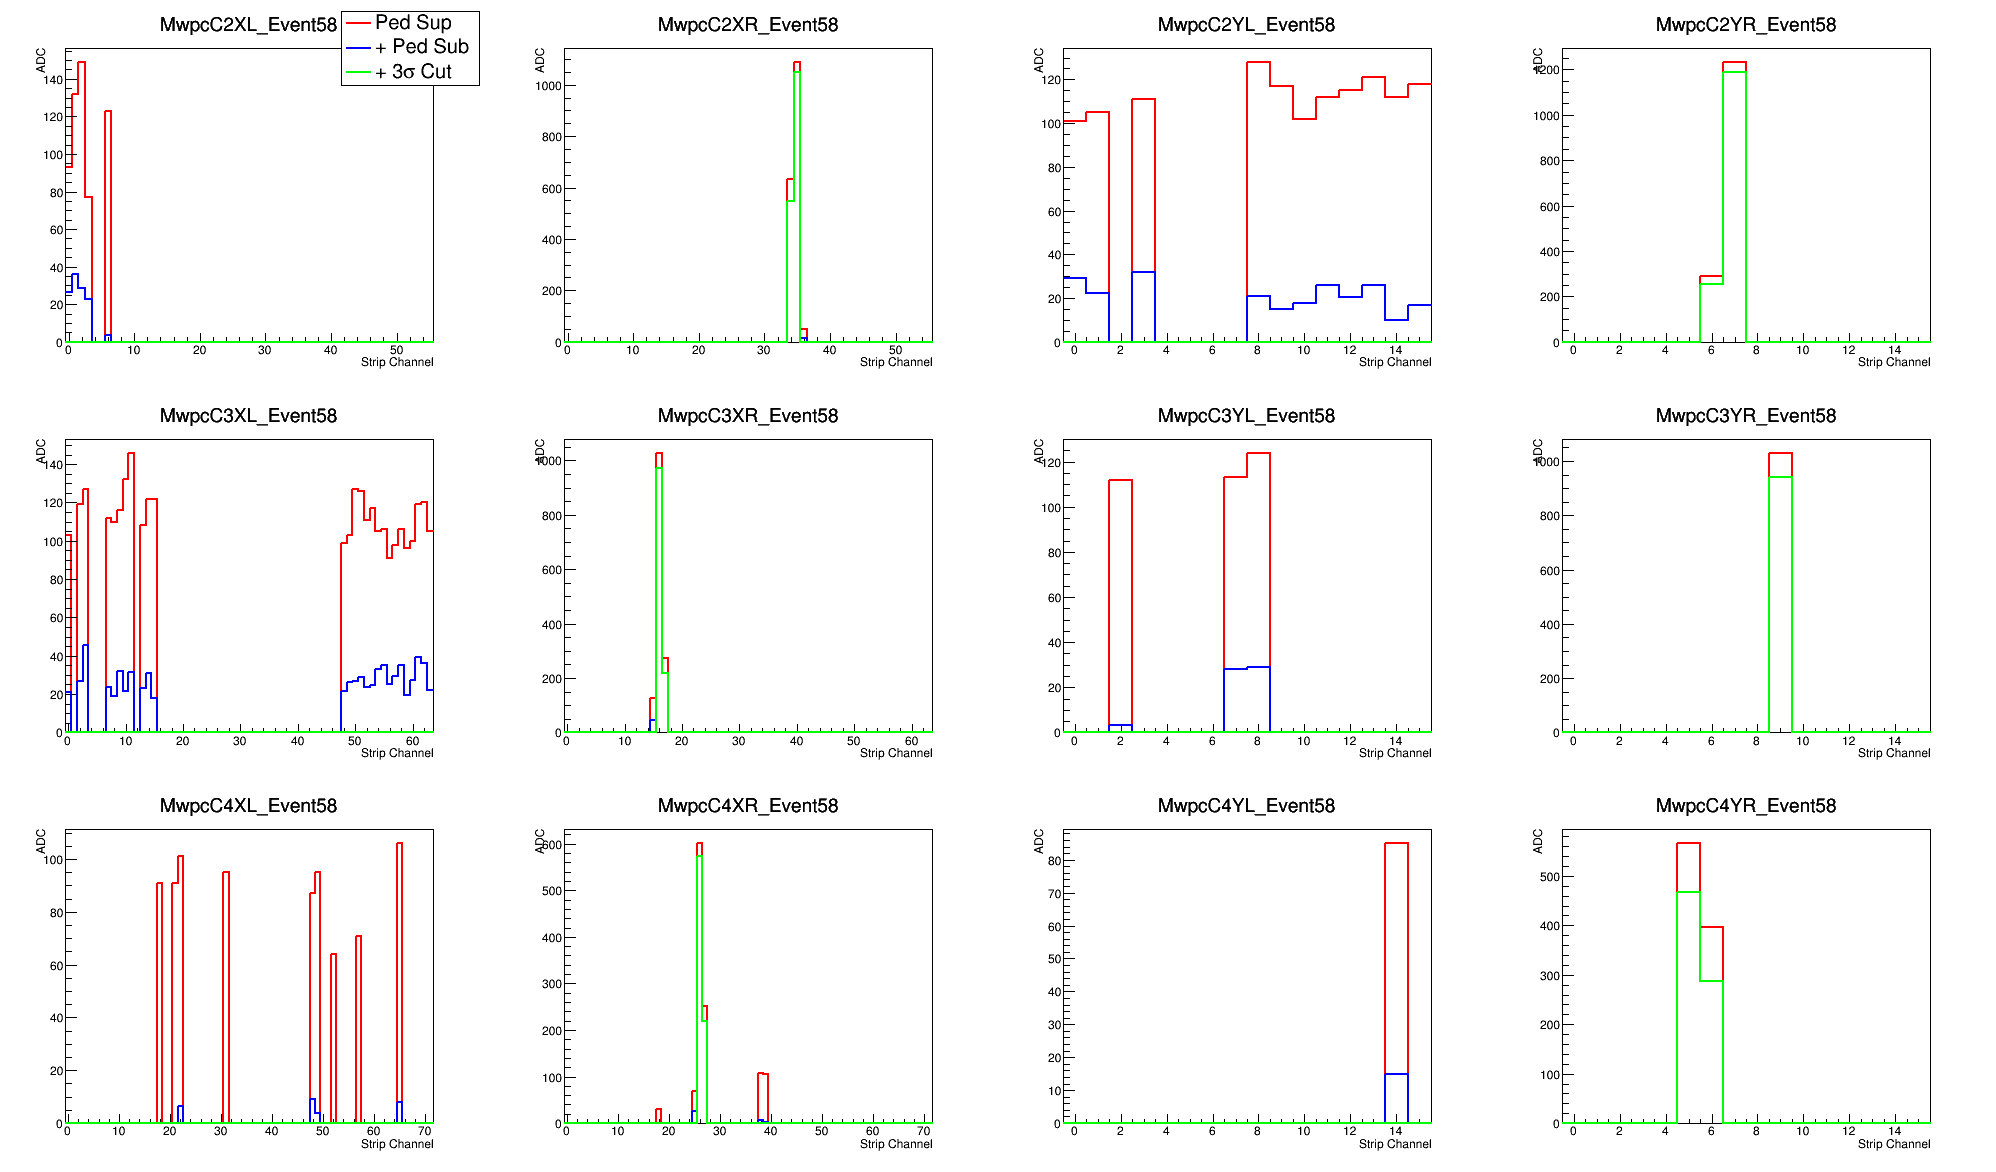 MwpcC2XL_Event58
Ped Sup
+ Ped Sub
+ 3σ Cut
ADC
140
120
100
80
60
40
20
0
0 10 20 30 40 50
Strip Channel
MwpcC2XR_Event58
ADC
1000
800
600
400
200
0
0 10 20 30 40 50
Strip Channel
MwpcC2YL_Event58
ADC
120
100
80
60
40
20
0
0 2 4 6 8 10 12 14
Strip Channel
MwpcC2YR_Event58
ADC
1200
1000
800
600
400
200
0
0 2 4 6 8 10 12 14
Strip Channel
MwpcC3XL_Event58
ADC
140
120
100
80
60
40
20
0
0 10 20 30 40 50 60
Strip Channel
MwpcC3XR_Event58
ADC
1000
800
600
400
200
0
0 10 20 30 40 50 60
Strip Channel
MwpcC3YL_Event58
ADC
120
100
80
60
40
20
0
0 2 4 6 8 10 12 14
Strip Channel
MwpcC3YR_Event58
ADC
1000
800
600
400
200
0
0 2 4 6 8 10 12 14
Strip Channel
MwpcC4XL_Event58
ADC
100
80
60
40
20
0
0 10 20 30 40 50 60 70
Strip Channel
MwpcC4XR_Event58
ADC
600
500
400
300
200
100
0
0 10 20 30 40 50 60 70
Strip Channel
MwpcC4YL_Event58
ADC
80
70
60
50
40
30
20
10
0
0 2 4 6 8 10 12 14
Strip Channel
MwpcC4YR_Event58
ADC
500
400
300
200
100
0
0 2 4 6 8 10 12 14
Strip Channel